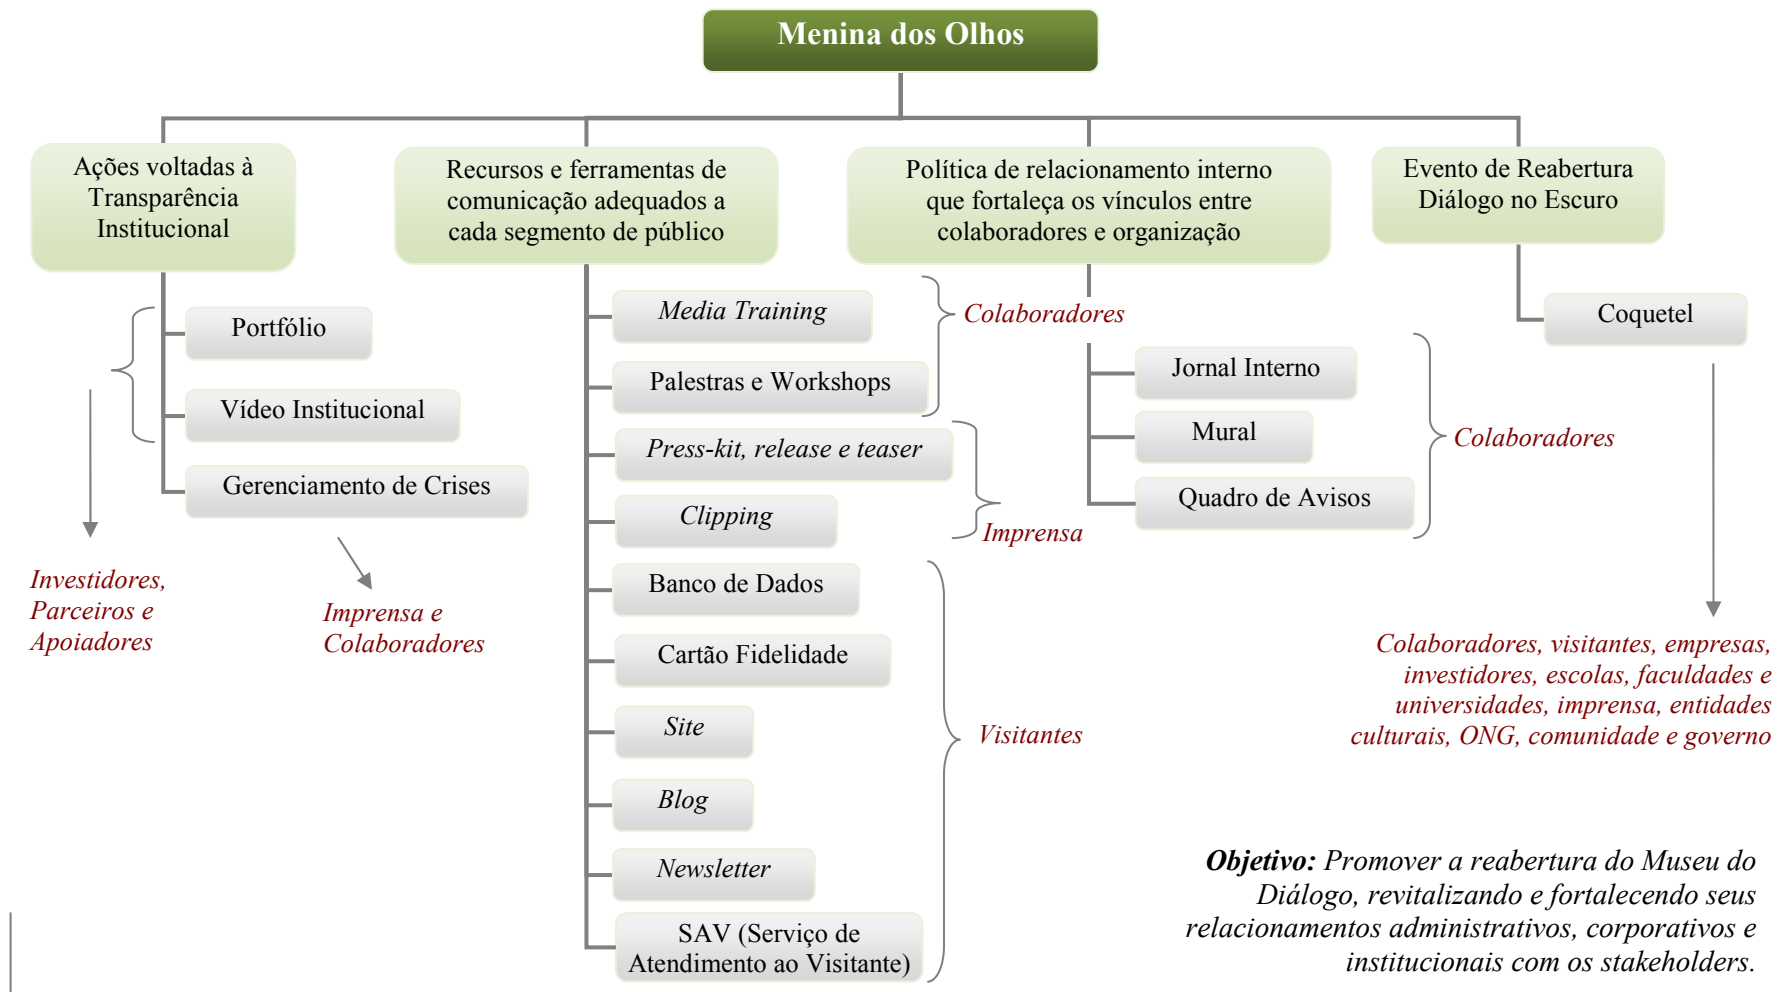 Menina dos Olhos
Ações voltadas à
Transparência
Institucional
Portfólio
Vídeo Institucional
Gerenciamento de Crises
Investidores,
Parceiros e
Apoiadores
Imprensa e
Colaboradores
Recursos e ferramentas de
comunicação adequados a
cada segmento de público
Media Training
Palestras e Workshops
Colaboradores
Press-kit, release e teaser
Clipping
Imprensa
Banco de Dados
Cartão Fidelidade
Site
Blog
Newsletter
SAV (Serviço de
Atendimento ao Visitante)
Visitantes
Política de relacionamento interno
que fortaleça os vínculos entre
colaboradores e organização
Jornal Interno
Mural
Quadro de Avisos
Colaboradores
Evento de Reabertura
Diálogo no Escuro
Coquetel
Colaboradores, visitantes, empresas,
investidores, escolas, faculdades e
universidades, imprensa, entidades
culturais, ONG, comunidade e governo
Objetivo: Promover a reabertura do Museu do
Diálogo, revitalizando e fortalecendo seus
relacionamentos administrativos, corporativos e
institucionais com os stakeholders.